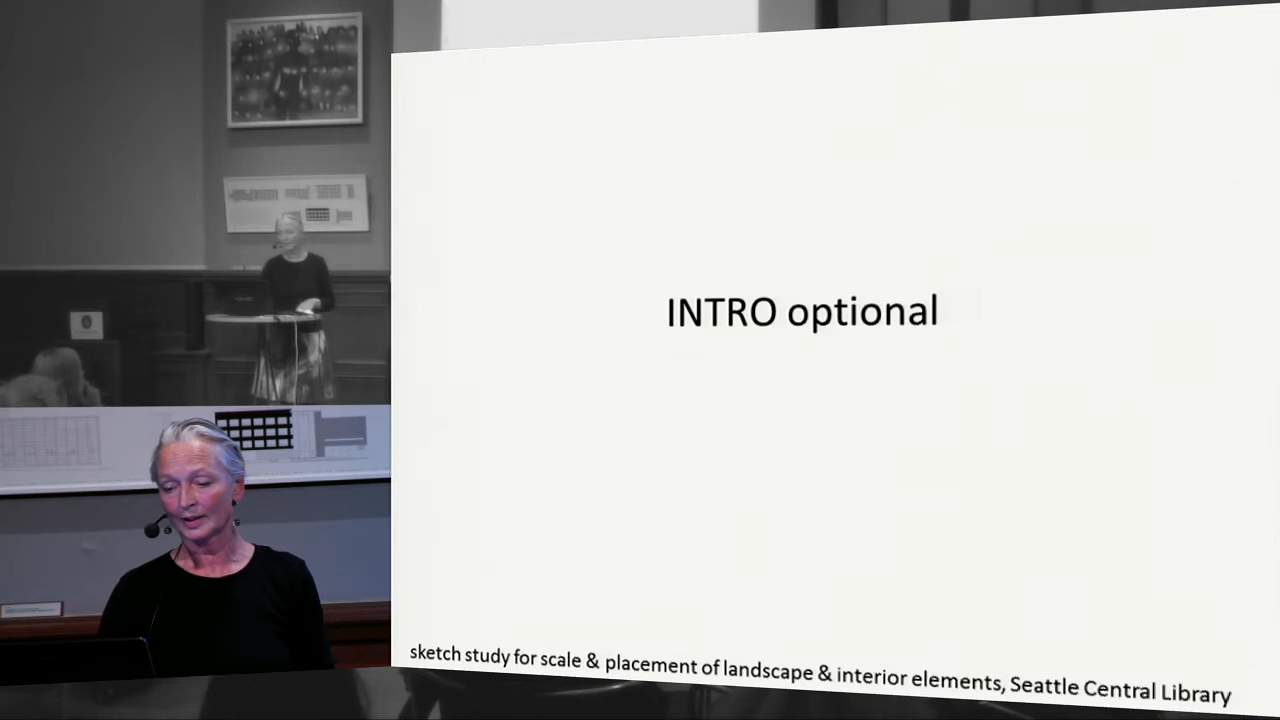 INTRO optional
sketch study for scale & placement of landscape & interior elements, Seattle Central Library